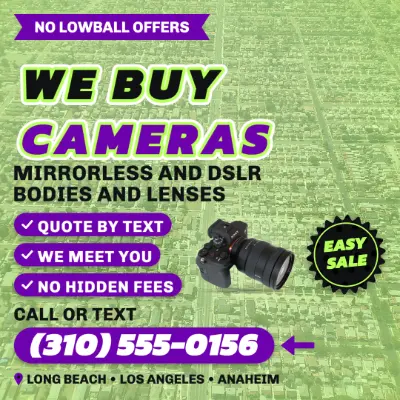 NO LOWBALL OFFERS
WE BUY
CAMERAS
MIRRORLESS AND DSLR
BODIES AND LENSES
QUOTE BY TEXT
WE MEET YOU
NO HIDDEN FEES
EASY
SALE
CALL OR TEXT
(310) 555-0156
LONG BEACH • LOS ANGELES • ANAHEIM